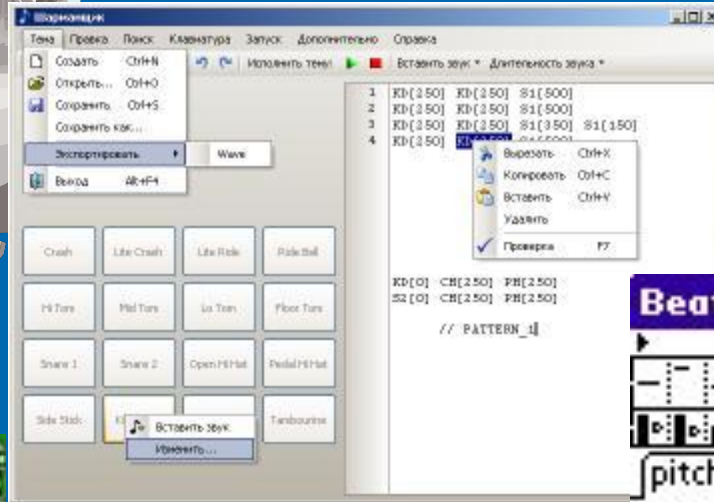 Шарманщик
Тема Правка Поиск Клавиатура Запуск Дополнительно Справка
Создать Ctrl+N
Исполнить тему:
Вставить звук
Длительность звука
Открыть... Ctrl+O
Сохранить Ctrl+S
Сохранить как...
Экспортировать
Wave
Выход Alt+F4
1 KD[250] KD[250] S1[500]
2 KD[250] KD[250] S1[500]
3 KD[250] KD[250] S1[350] S1[150]
4 KD[250]
Вырезать Ctrl+X
Копировать Ctrl+C
Вставить Ctrl+V
Удалить
Проверка F7
KD[0] CH[250] PH[250]
S2[0] CH[250] PH[250]
// PATTERN_1
Crash Lite Crash Lite Ride Ride Bell
Hi Tom Mid Tom Lo Tom Floor Tom
Snare 1 Snare 2 Open Hi Hat Pedal Hi Hat
Side Stick Tambourine
Вставить звук
Изменить...
Beat
pitch